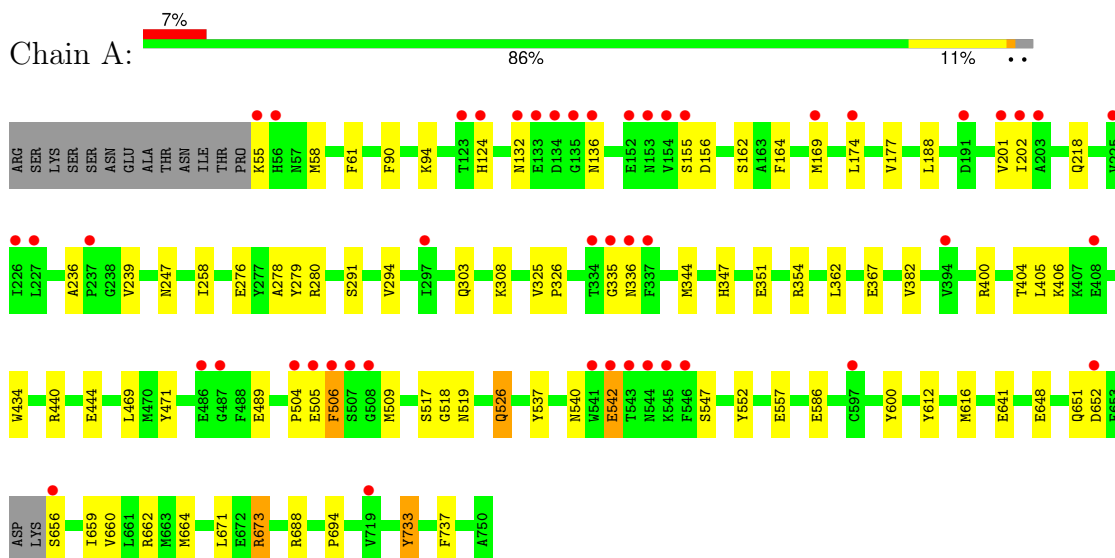 7%
Chain A:
86% 11% • •
ARG SER LYS SER SER ASN GLU ALA THR ASN ILE THR PRO K55 H56 N57 M58 F61 F90 K94 T123 H124 N132 E133 D134 G135 N136 E152 N153 V154 S155 D156 S162 A163 F164 M169 L174 V177 L188 D191 V201 I202 A203 Q218 V225
I226 L227 A236 P237 G238 V239 N247 I258 E276 Y277 A278 Y279 R280 S291 V294 I297 Q303 K308 V325 P326 T334 G335 N336 F337 M344 H347 E351 R354 L362 E367 V382 V394 R400 T404 L405 K406 K407 E408
W434 R440 E444 L469 M470 Y471 E486 G487 F488 E489 P504 E505 F506 S507 G508 M509 S517 G518 N519 Q526 Y537 N540 W541 E542 T543 N544 K545 F546 S547 Y552 E557 E586 C597 Y600 Y612 M616 E641 E648 Q651 D652 E653
ASP LYS S656 I659 V660 L661 R662 M663 M664 L671 E672 R673 R688 P694 V719 Y733 F737 A750